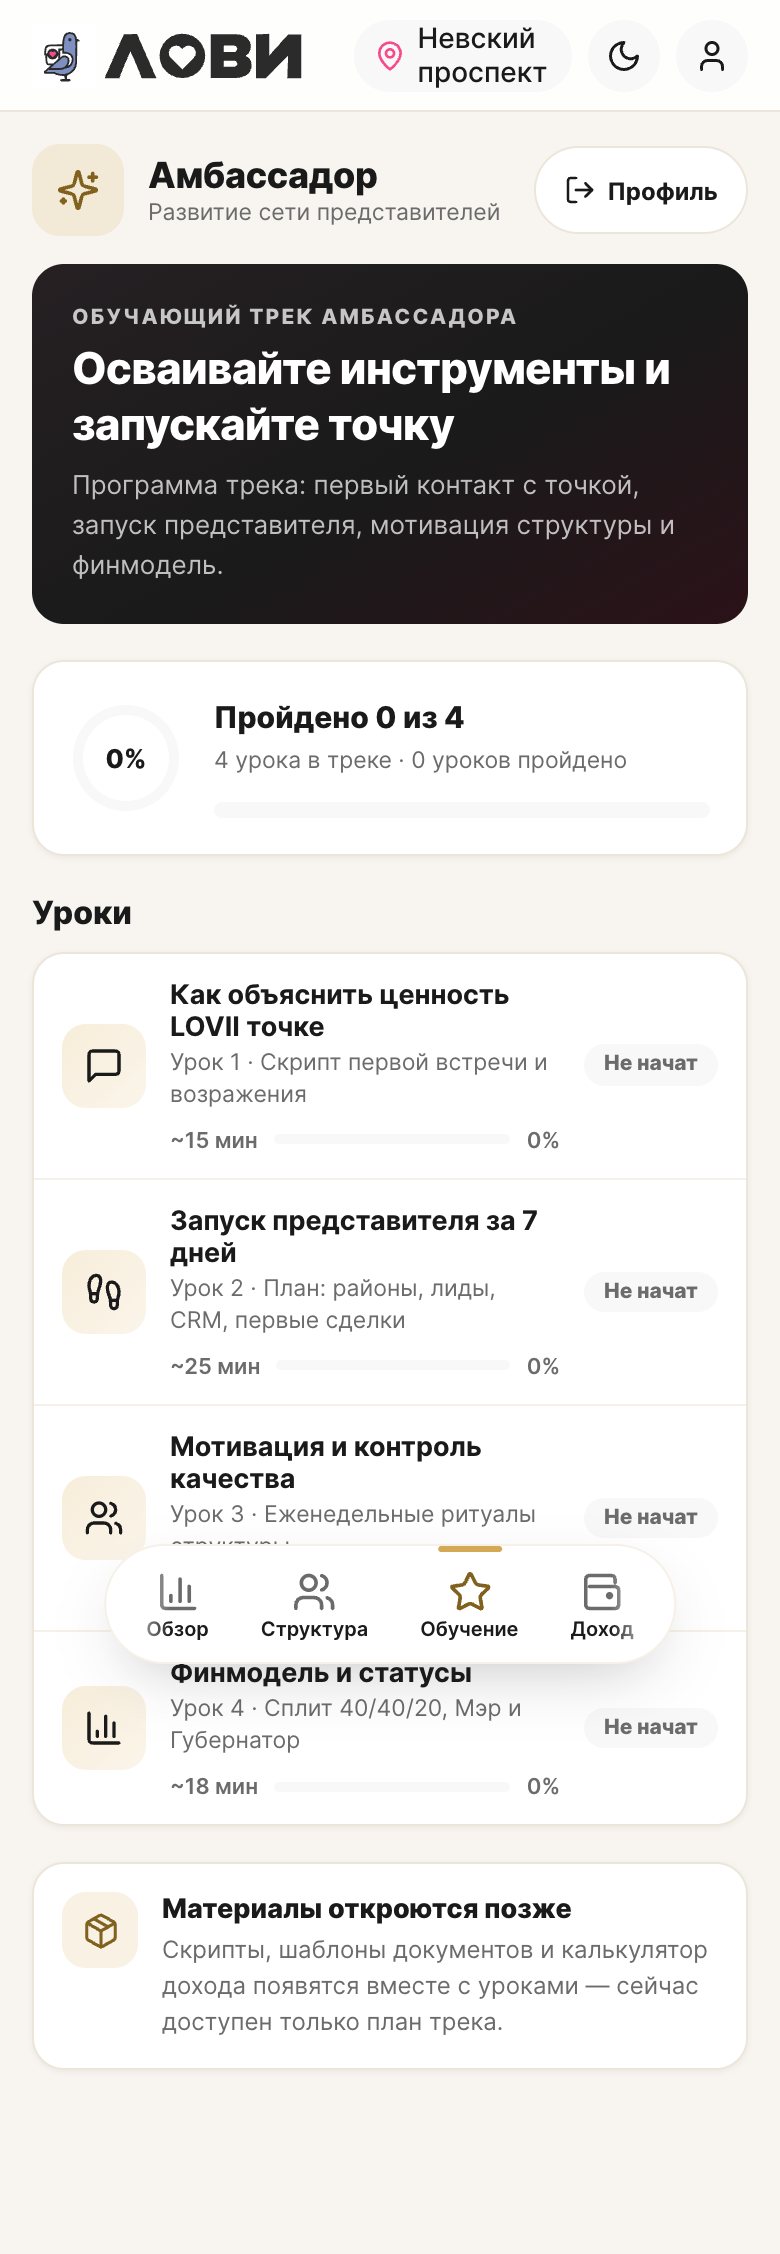 ЛОВИ
Невский
проспект
Амбассадор
Развитие сети представителей
Профиль
ОБУЧАЮЩИЙ ТРЕК АМБАССАДОРА
Осваивайте инструменты и
запускайте точку
Программа трека: первый контакт с точкой,
запуск представителя, мотивация структуры и
финмодель.
0%
Пройдено 0 из 4
4 урока в треке · 0 уроков пройдено
Уроки
Как объяснить ценность
LOVII точке
Урок 1 · Скрипт первой встречи и
возражения
~15 мин
0%
Не начат
Запуск представителя за 7
дней
Урок 2 · План: районы, лиды,
CRM, первые сделки
~25 мин
0%
Не начат
Мотивация и контроль
качества
Урок 3 · Еженедельные ритуалы
структуры
Не начат
Обзор
Структура
Обучение
Доход
Финмодель и статусы
Урок 4 · Сплит 40/40/20, Мэр и
Губернатор
~18 мин
0%
Не начат
Материалы откроются позже
Скрипты, шаблоны документов и калькулятор
дохода появятся вместе с уроками — сейчас
доступен только план трека.